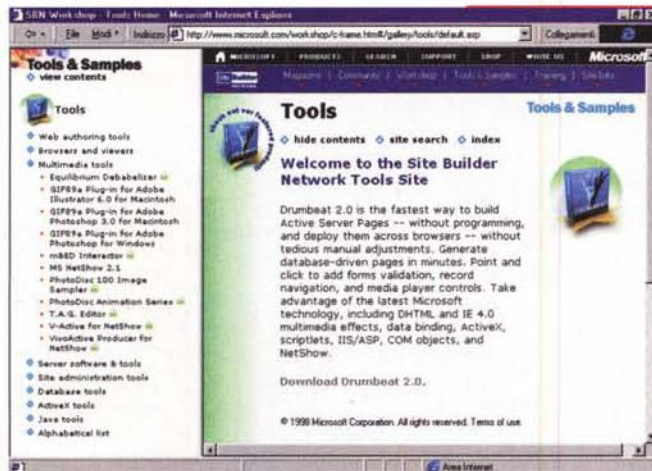 SBN Workshop - Tools Home - Microsoft Internet Explorer
File Modi Indirizzo http://www.microsoft.com/workshop/c-frame.htm#/gallery/tools/default.asp Collegamenti
MICROSOFT PRODUCTS SEARCH SUPPORT SHOP WRITE US Microsoft
Magazine | Community | Workshop | Tools & Samples | Training | Site Info
Tools & Samples
view contents
Tools
Web authoring tools
Browsers and viewers
Multimedia tools
Equilibrium Debabelizer
GIF89a Plug-in for Adobe
Illustrator 6.0 for Macintosh
GIF89a Plug-in for Adobe
Photoshop 3.0 for Macintosh
GIF89a Plug-in for Adobe
Photoshop for Windows
mBED Interactor
MS NetShow 2.1
PhotoDisc 100 Image
Sampler
PhotoDisc Animation Series
T.A.G. Editor
V-Active for NetShow
VivoActive Producer for
NetShow
Server software & tools
Site administration tools
Database tools
ActiveX tools
Java tools
Alphabetical list
check out our featured products
Tools
Tools & Samples
hide contents site search index
Welcome to the Site Builder
Network Tools Site
Drumbeat 2.0 is the fastest way to build
Active Server Pages -- without programming,
and deploy them across browsers -- without
tedious manual adjustments. Generate
database-driven pages in minutes. Point and
click to add forms validation, record
navigation, and media player controls. Take
advantage of the latest Microsoft
technology, including DHTML and IE 4.0
multimedia effects, data binding, ActiveX,
scriptlets, IIS/ASP, COM objects, and
NetShow.
Download Drumbeat 2.0.
© 1998 Microsoft Corporation. All rights reserved. Terms of use
Area Internet